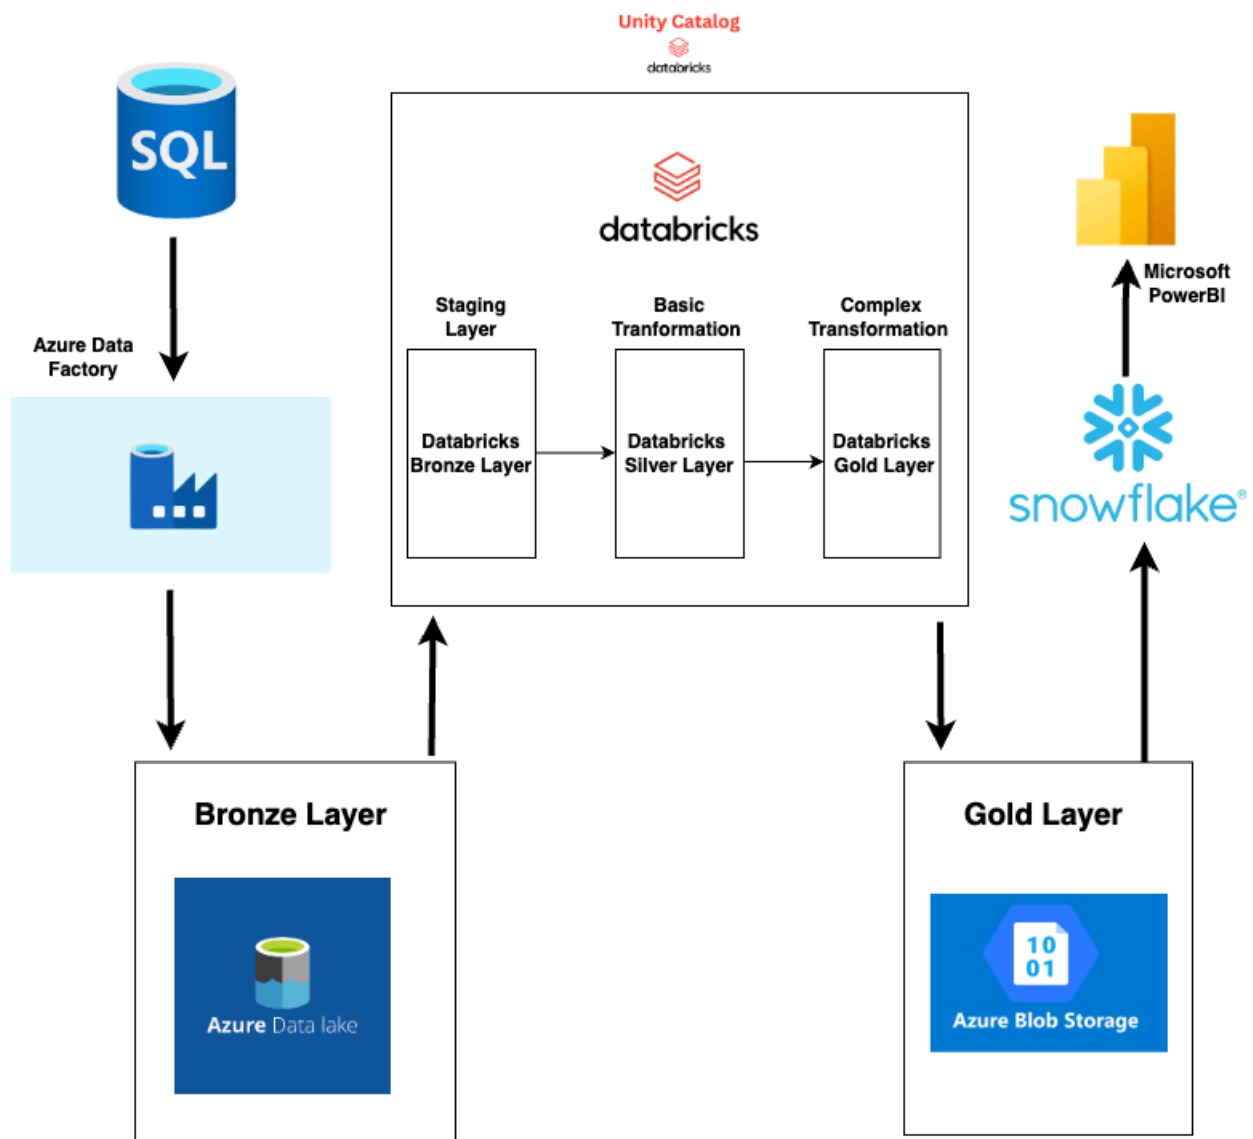 Unity Catalog
databricks
SQL
databricks
Microsoft
PowerBI
Staging
Layer
Basic
Tranformation
Complex
Transformation
Azure Data
Factory
Databricks
Bronze Layer
Databricks
Silver Layer
Databricks
Gold Layer
snowflake®
Bronze Layer
Azure Data lake
Gold Layer
10
01
Azure Blob Storage